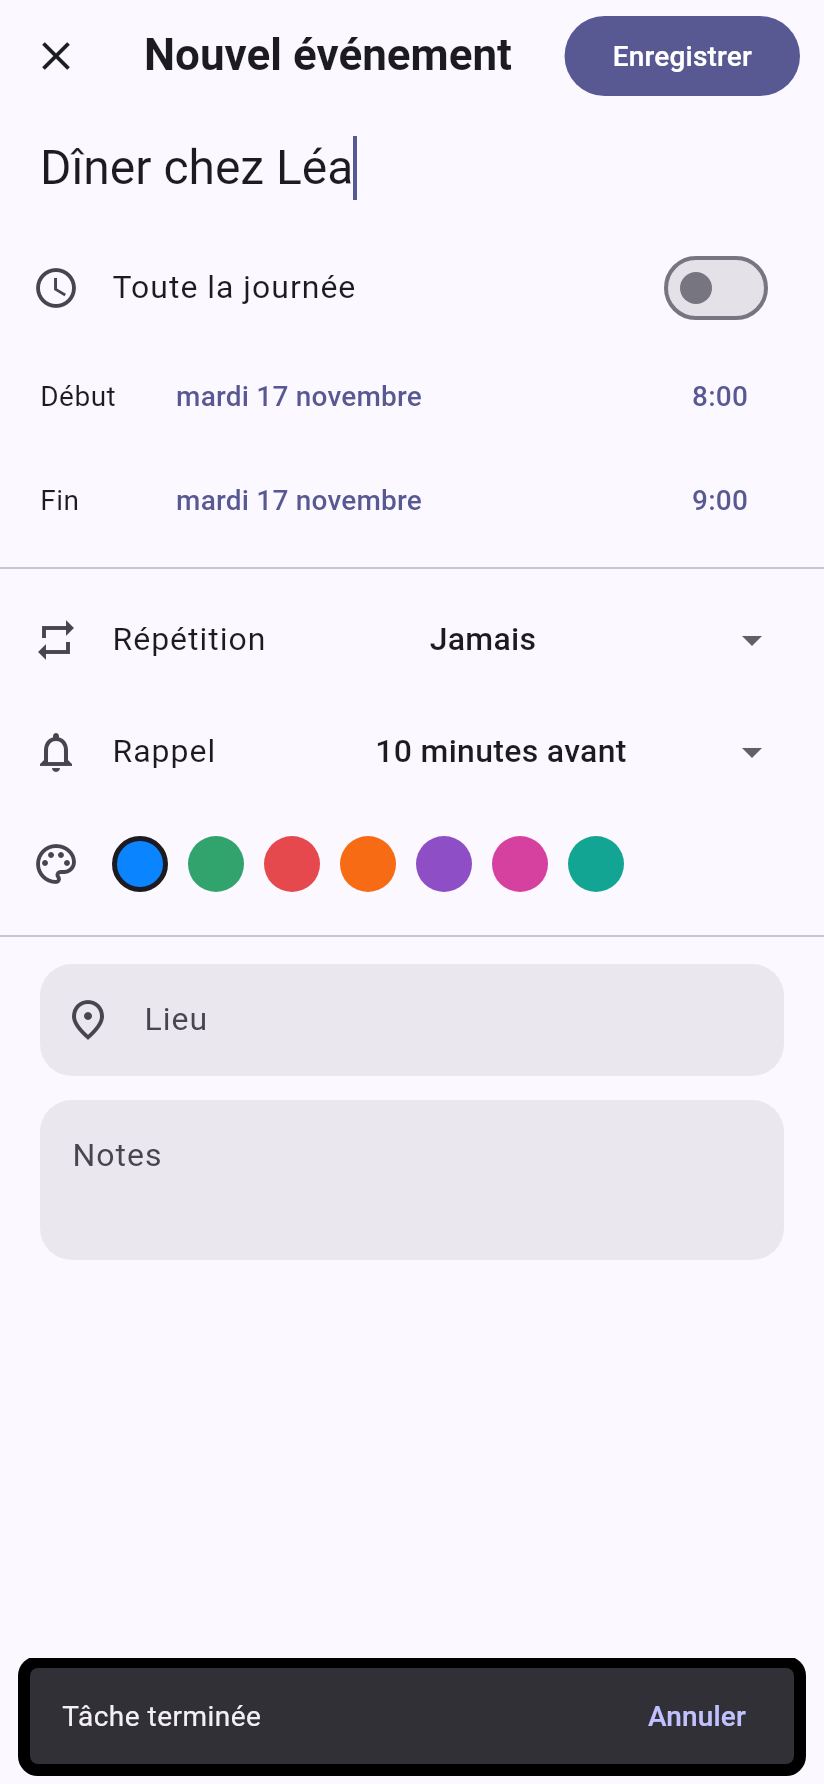 Nouvel événement
Enregistrer
Dîner chez Léa
Toute la journée
Début mardi 17 novembre 8:00
Fin mardi 17 novembre 9:00
Répétition Jamais
Rappel 10 minutes avant
Lieu
Notes
Tâche terminée Annuler